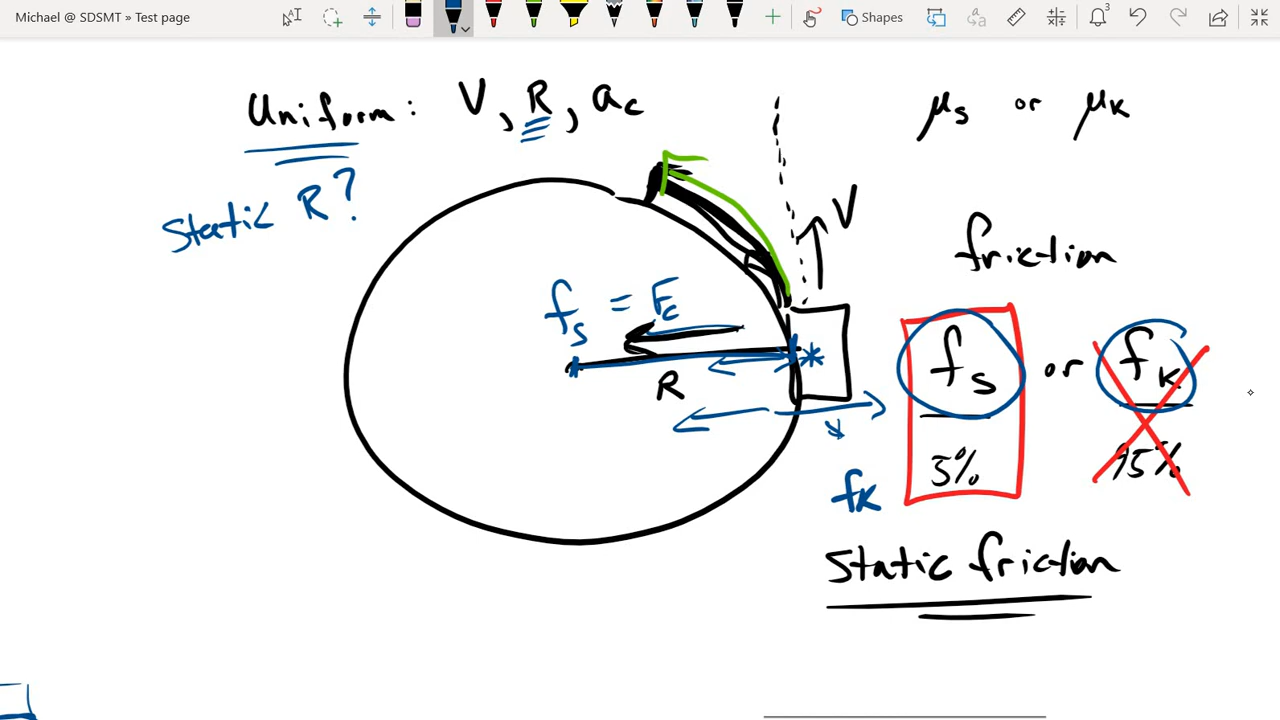 Michael @ SDSMT » Test page
Shapes
3
Uniform: V, R, ac
μs or μk
Static R?
V
friction
fs = Fc
R
fs or fk
5% 95%
fk
Static friction